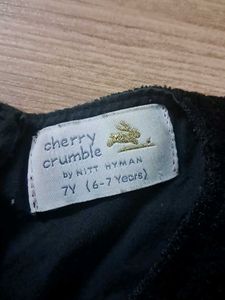 cherry
crumble
by NITT HYMAN
7Y (6-7 Years)